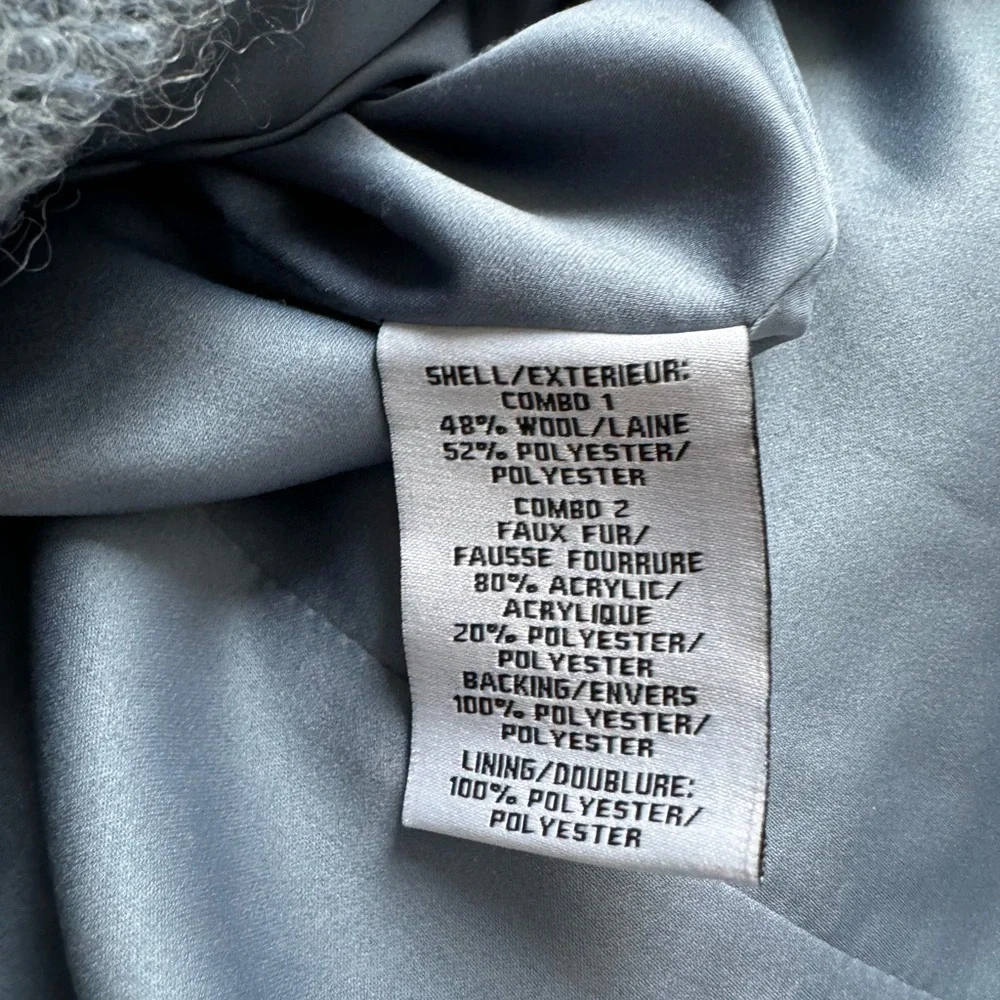 SHELL/EXTERIEUR:
COMBO 1
48% WOOL/LAINE
52% POLYESTER/
POLYESTER
COMBO 2
FAUX FUR/
FAUSSE FOURRURE
80% ACRYLIC/
ACRYLIQUE
20% POLYESTER/
POLYESTER
BACKING/ENVERS
100% POLYESTER/
POLYESTER
LINING/DOUBLURE:
100% POLYESTER/
POLYESTER